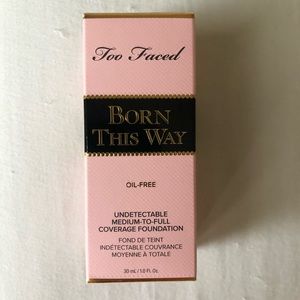 Too Faced
BORN
THIS WAY
OIL-FREE
UNDETECTABLE
MEDIUM-TO-FULL
COVERAGE FOUNDATION
FOND DE TEINT
INDÉTECTABLE COUVRANCE
MOYENNE À TOTALE
30 mL / 1.0 FL. Oz.